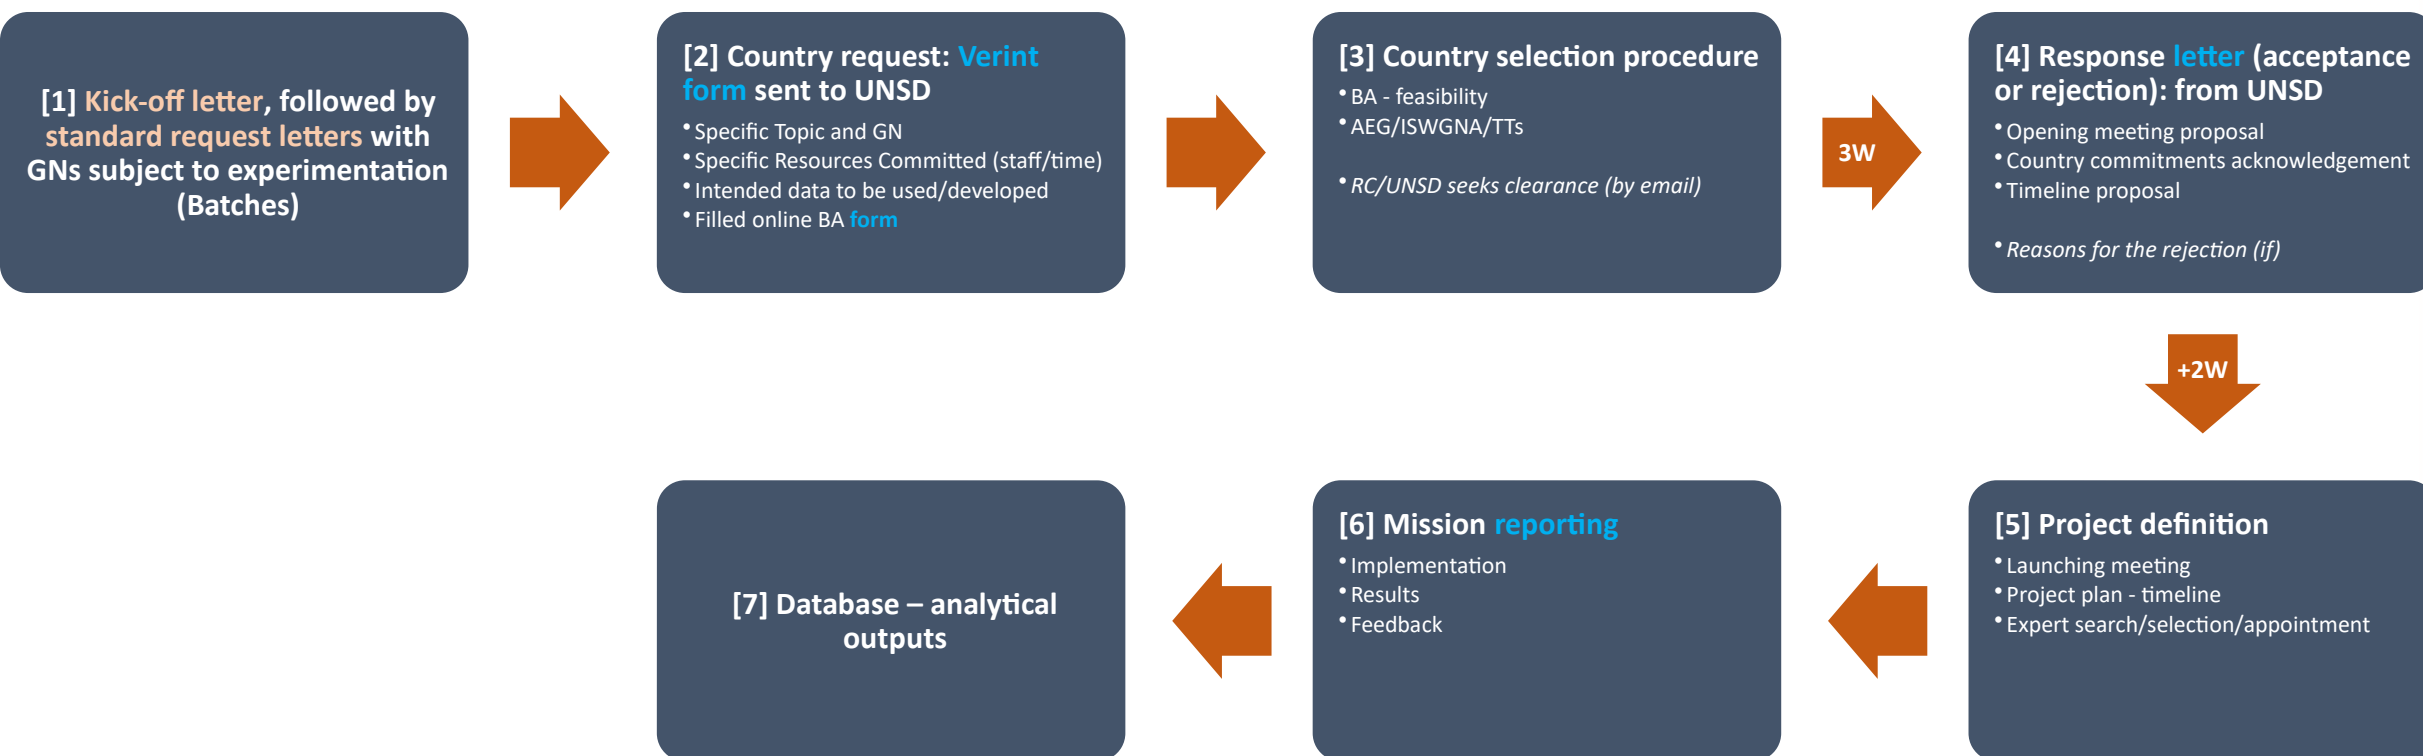 [1] Kick-off letter, followed by
standard request letters with
GNs subject to experimentation
(Batches)
[2] Country request: Verint
form sent to UNSD
• Specific Topic and GN
• Specific Resources Committed (staff/time)
• Intended data to be used/developed
• Filled online BA form
[3] Country selection procedure
• BA - feasibility
• AEG/ISWGNA/TTs
• RC/UNSD seeks clearance (by email)
3W
[4] Response letter (acceptance
or rejection): from UNSD
• Opening meeting proposal
• Country commitments acknowledgement
• Timeline proposal
• Reasons for the rejection (if)
+2W
[5] Project definition
• Launching meeting
• Project plan - timeline
• Expert search/selection/appointment
[6] Mission reporting
• Implementation
• Results
• Feedback
[7] Database – analytical
outputs